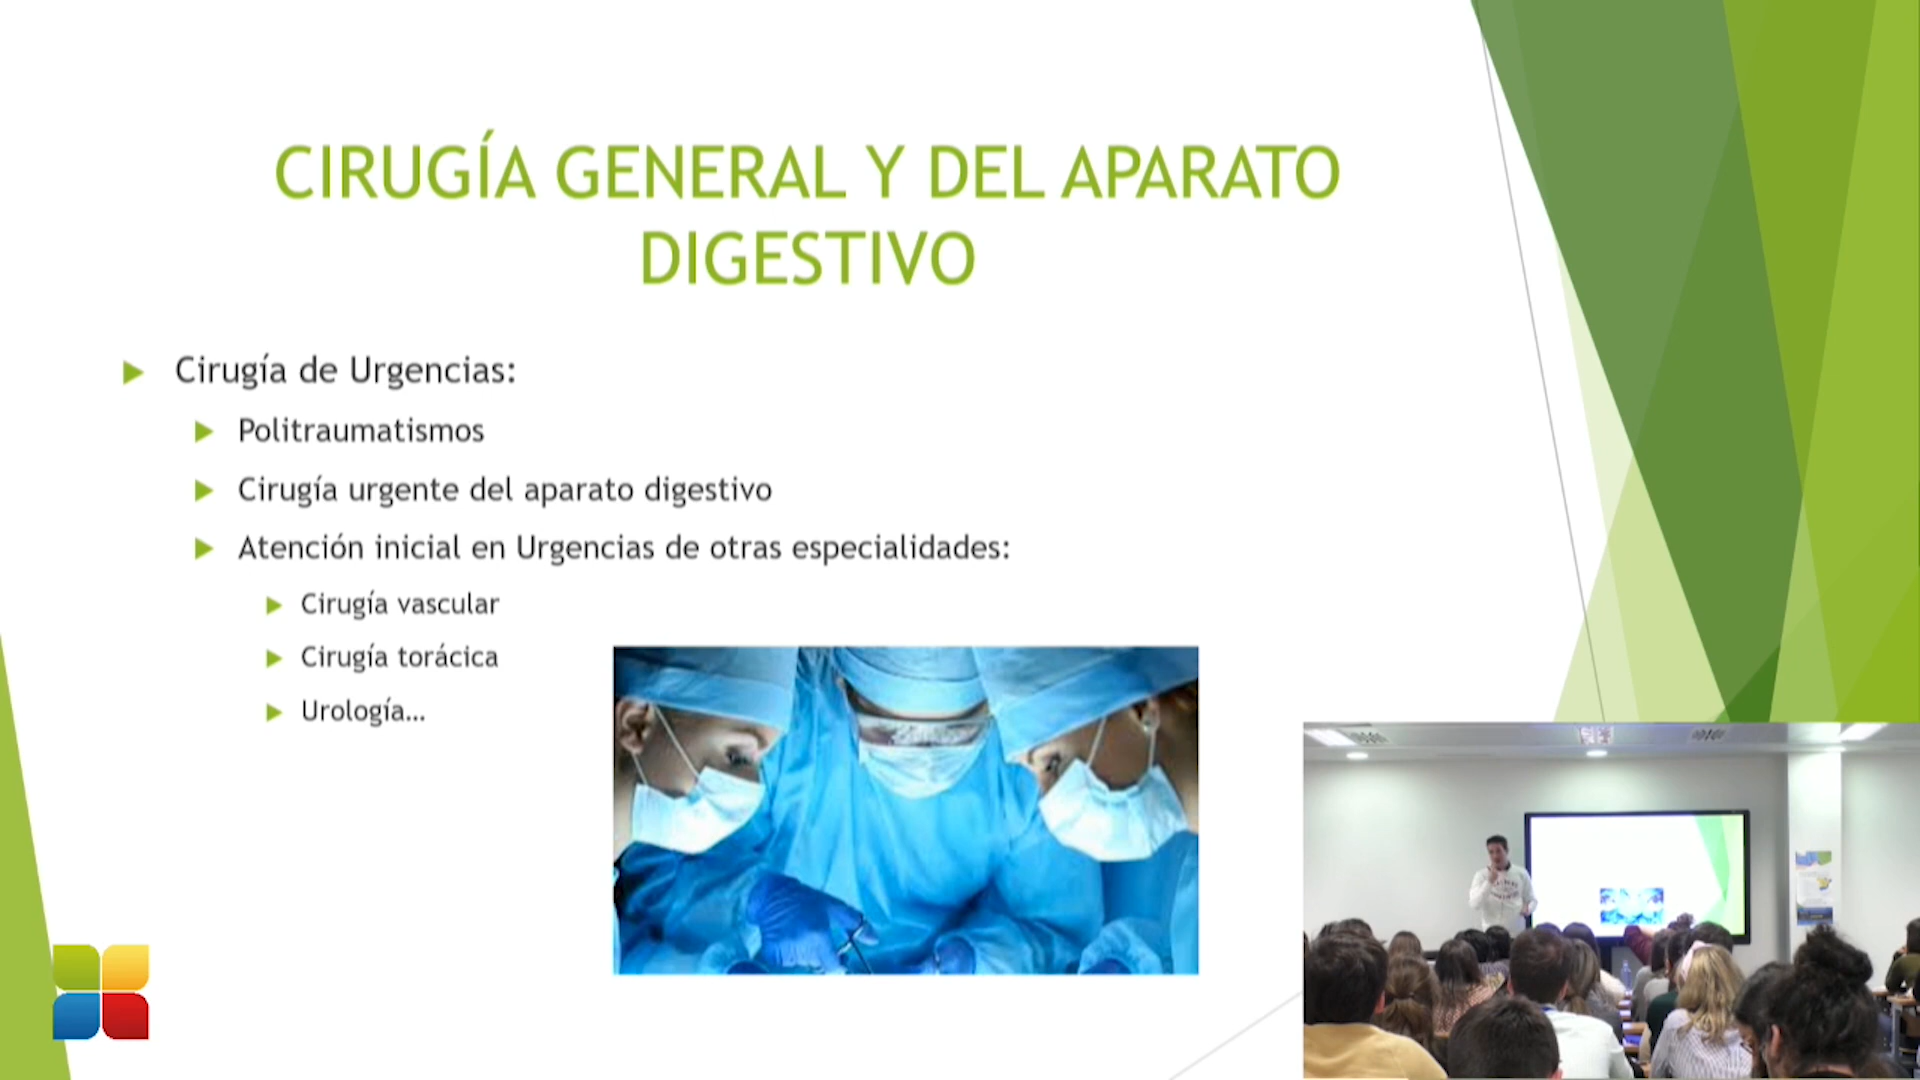 CIRUGÍA GENERAL Y DEL APARATO
DIGESTIVO
Cirugía de Urgencias:
Politraumatismos
Cirugía urgente del aparato digestivo
Atención inicial en Urgencias de otras especialidades:
Cirugía vascular
Cirugía torácica
Urología...